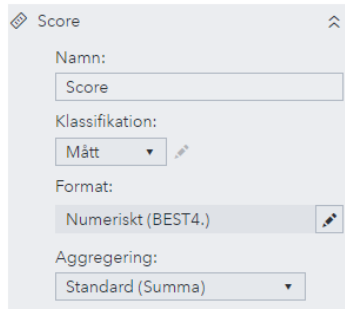 Score
Namn:
Score
Klassifikation:
Mått
Format:
Numeriskt (BEST4.)
Aggregering:
Standard (Summa)